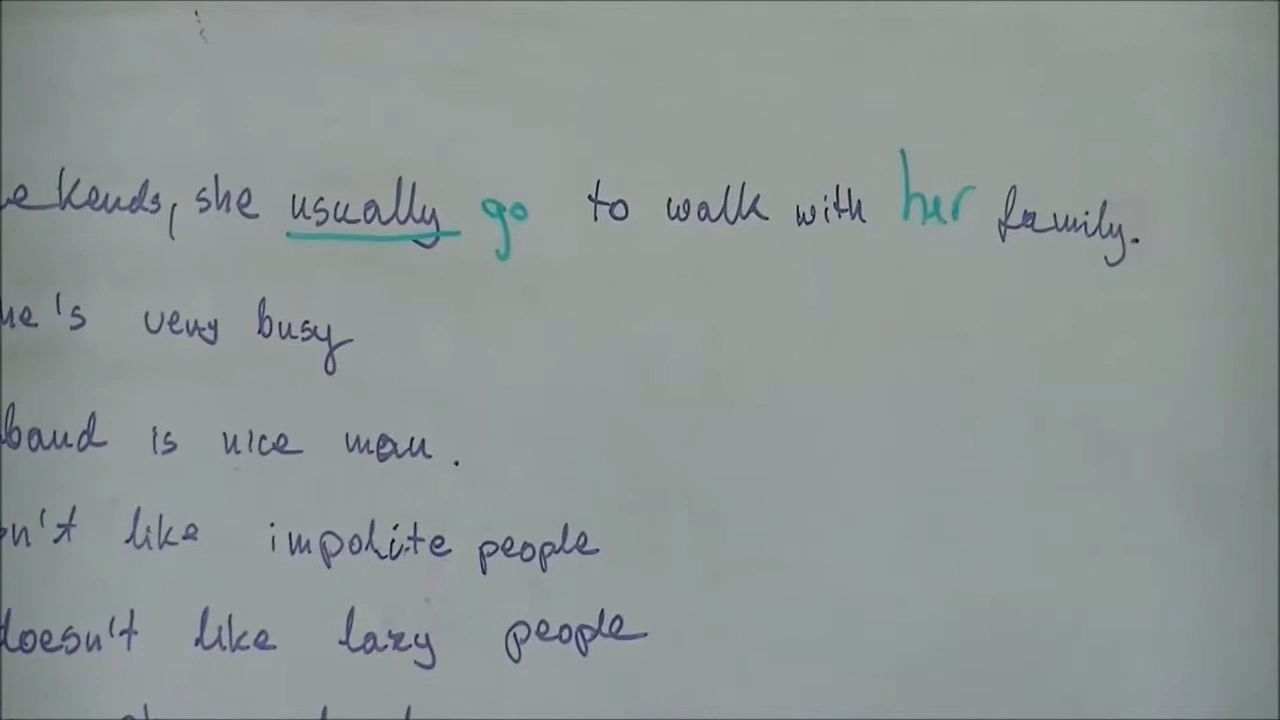 ekends, she usually go to walk with her family.
he's very busy
band is nice man.
n't like impolite people
doesn't like lazy people